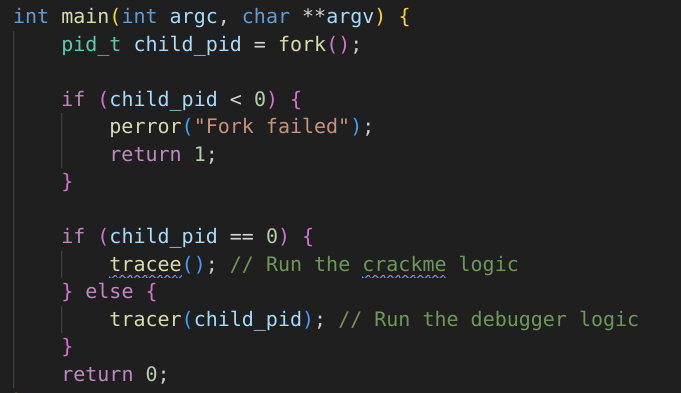 int main(int argc, char **argv) {
    pid_t child_pid = fork();

    if (child_pid < 0) {
        perror("Fork failed");
        return 1;
    }

    if (child_pid == 0) {
        tracee(); // Run the crackme logic
    } else {
        tracer(child_pid); // Run the debugger logic
    }
    return 0;